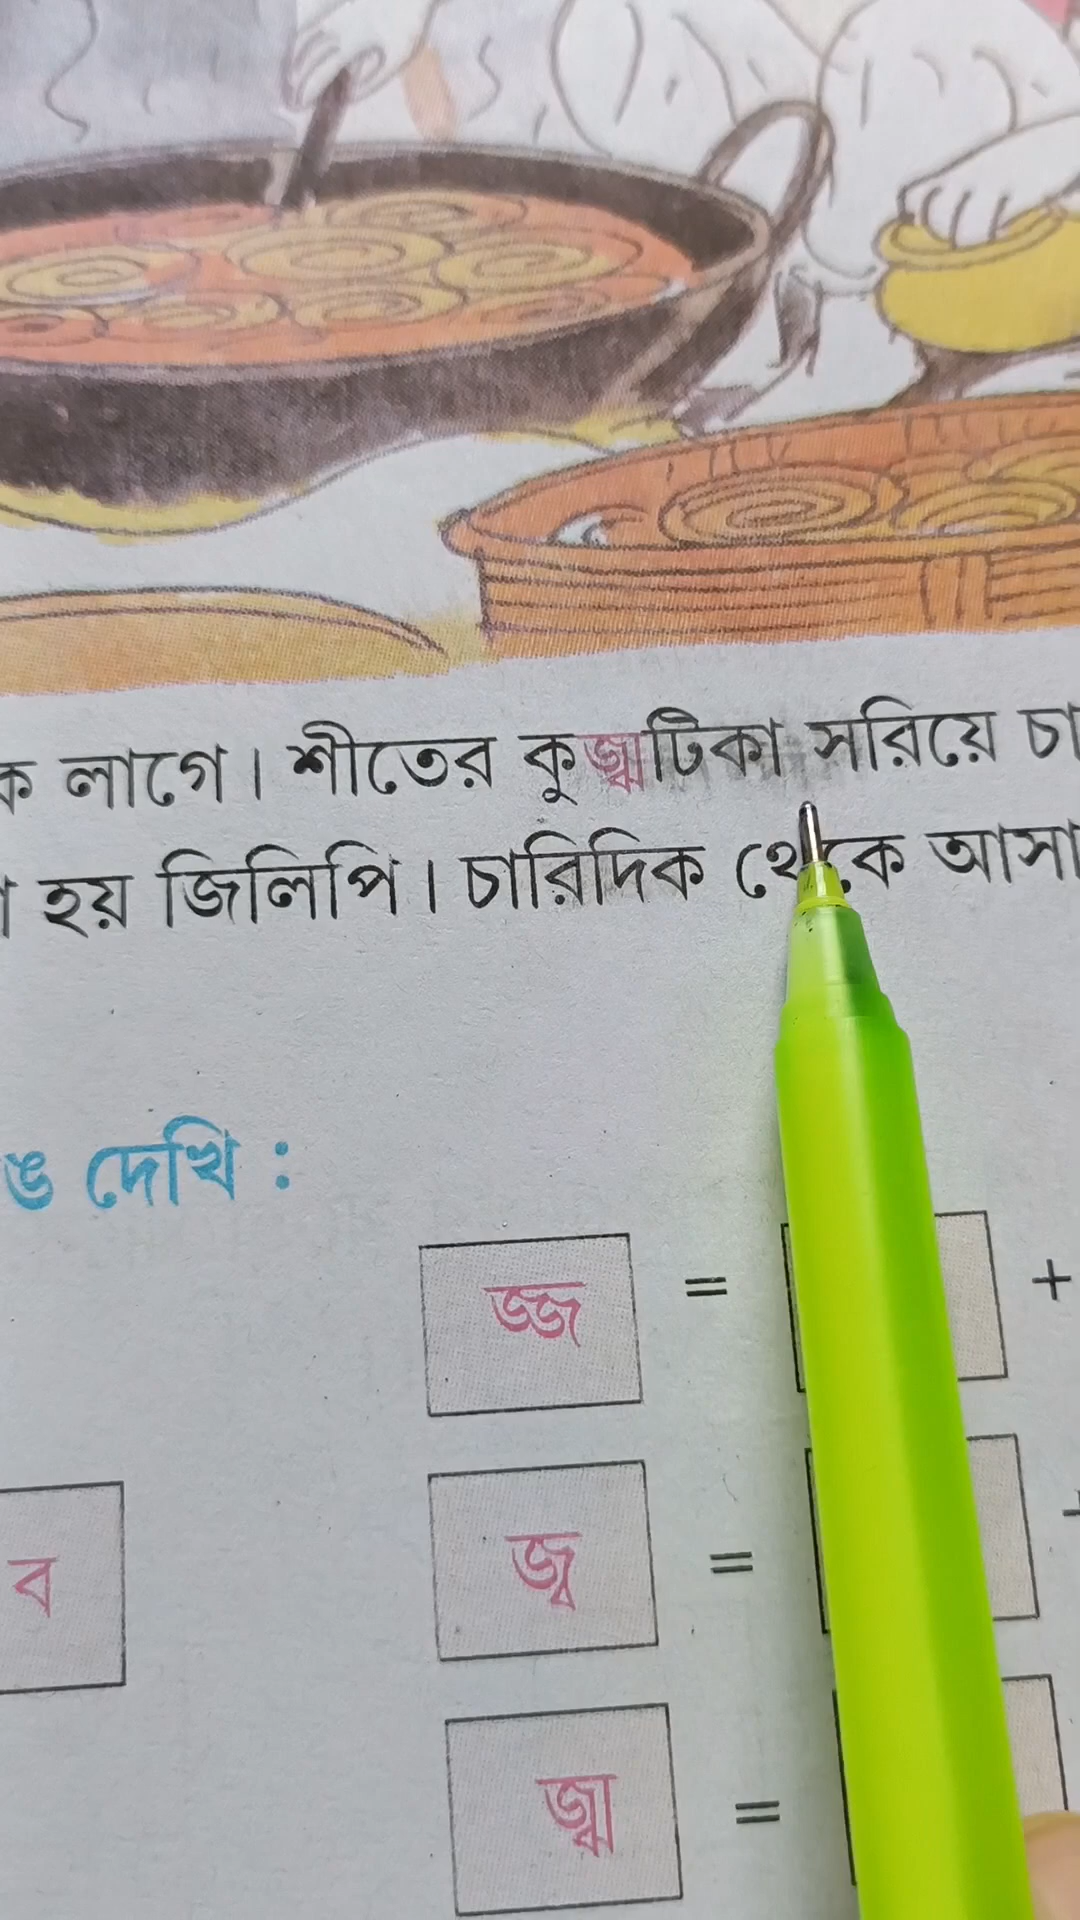 ক লাগে। শীতের কুজ্ঝটিকা সরিয়ে চা
হয় জিলিপি। চারিদিক থেকে আসা
ঙ দেখি :
জ্জ = +
ব জ্ব =
জ্ঝ =